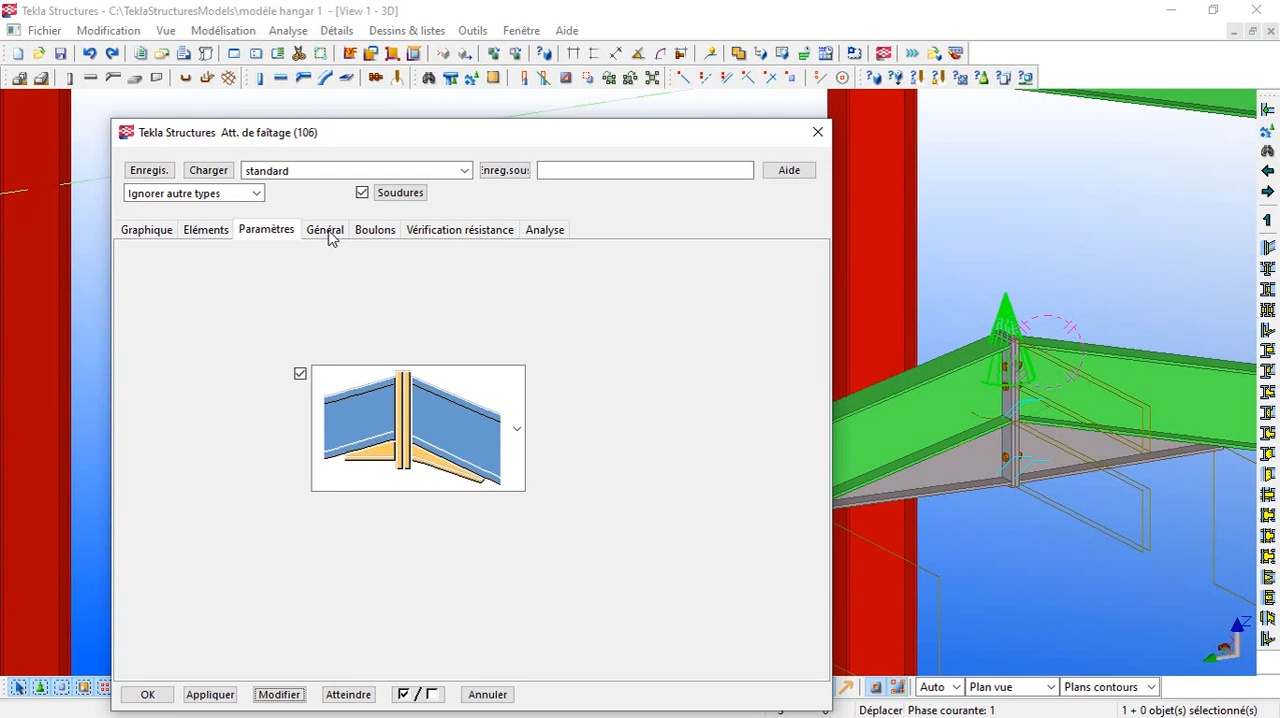 Tekla Structures - C:\TeklaStructuresModels\modèle hangar 1 - [View 1 - 3D]
Fichier Modification Vue Modélisation Analyse Détails Dessins & listes Outils Fenêtre Aide
Tekla Structures Att. de faîtage (106)
Enregis. Charger standard Enreg.sou: Aide
Ignorer autre types Soudures
Graphique Eléments Paramètres Général Boulons Vérification résistance Analyse
Z
OK Appliquer Modifier Atteindre / Annuler
Auto Plan vue Plans contours
Déplacer Phase courante: 1 1 + 0 objet(s) sélectionné(s)